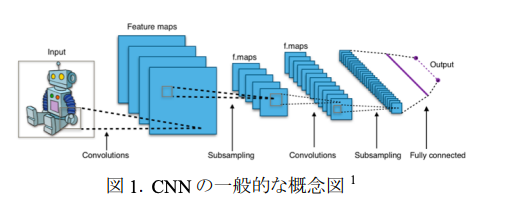 Feature maps
Input
f.maps
f.maps
Output
Convolutions
Subsampling
Convolutions
Subsampling
Fully connected
図 1. CNN の一般的な概念図 1